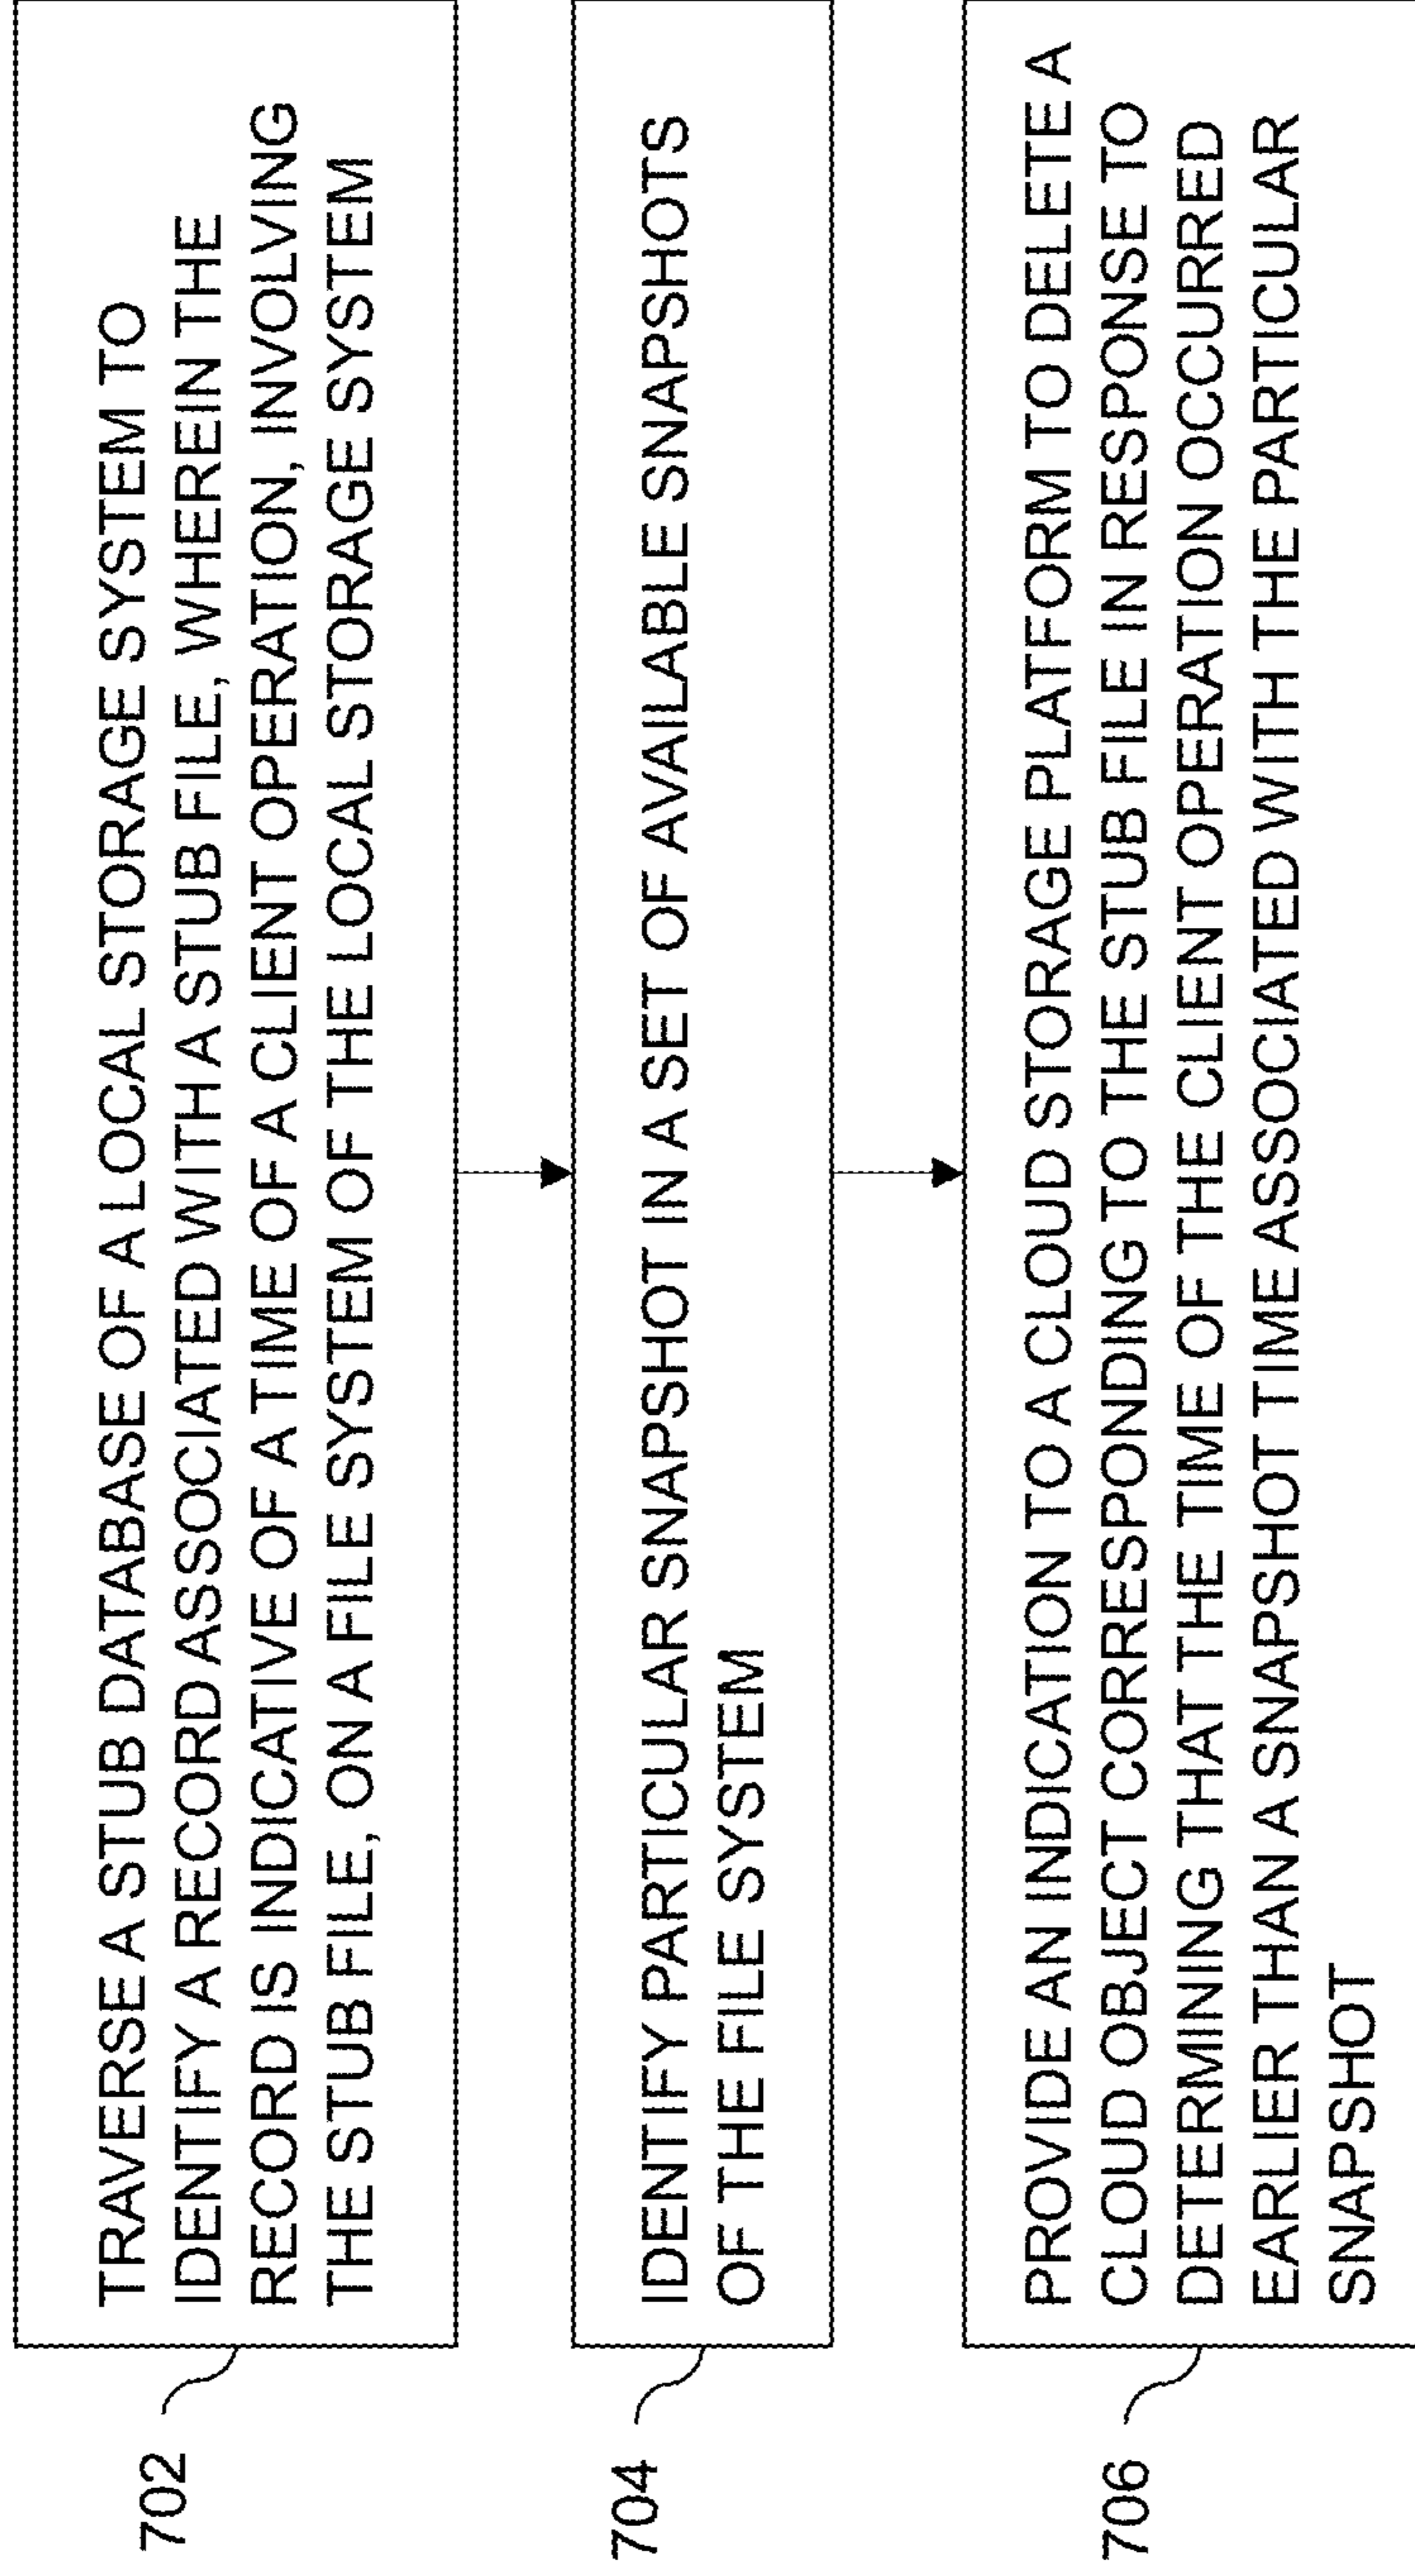 702
TRAVERSE A STUB DATABASE OF A LOCAL STORAGE SYSTEM TO
IDENTIFY A RECORD ASSOCIATED WITH A STUB FILE, WHEREIN THE
RECORD IS INDICATIVE OF A TIME OF A CLIENT OPERATION, INVOLVING
THE STUB FILE, ON A FILE SYSTEM OF THE LOCAL STORAGE SYSTEM
704
IDENTIFY PARTICULAR SNAPSHOT IN A SET OF AVAILABLE SNAPSHOTS
OF THE FILE SYSTEM
706
PROVIDE AN INDICATION TO A CLOUD STORAGE PLATFORM TO DELETE A
CLOUD OBJECT CORRESPONDING TO THE STUB FILE IN RESPONSE TO
DETERMINING THAT THE TIME OF THE CLIENT OPERATION OCCURRED
EARLIER THAN A SNAPSHOT TIME ASSOCIATED WITH THE PARTICULAR
SNAPSHOT